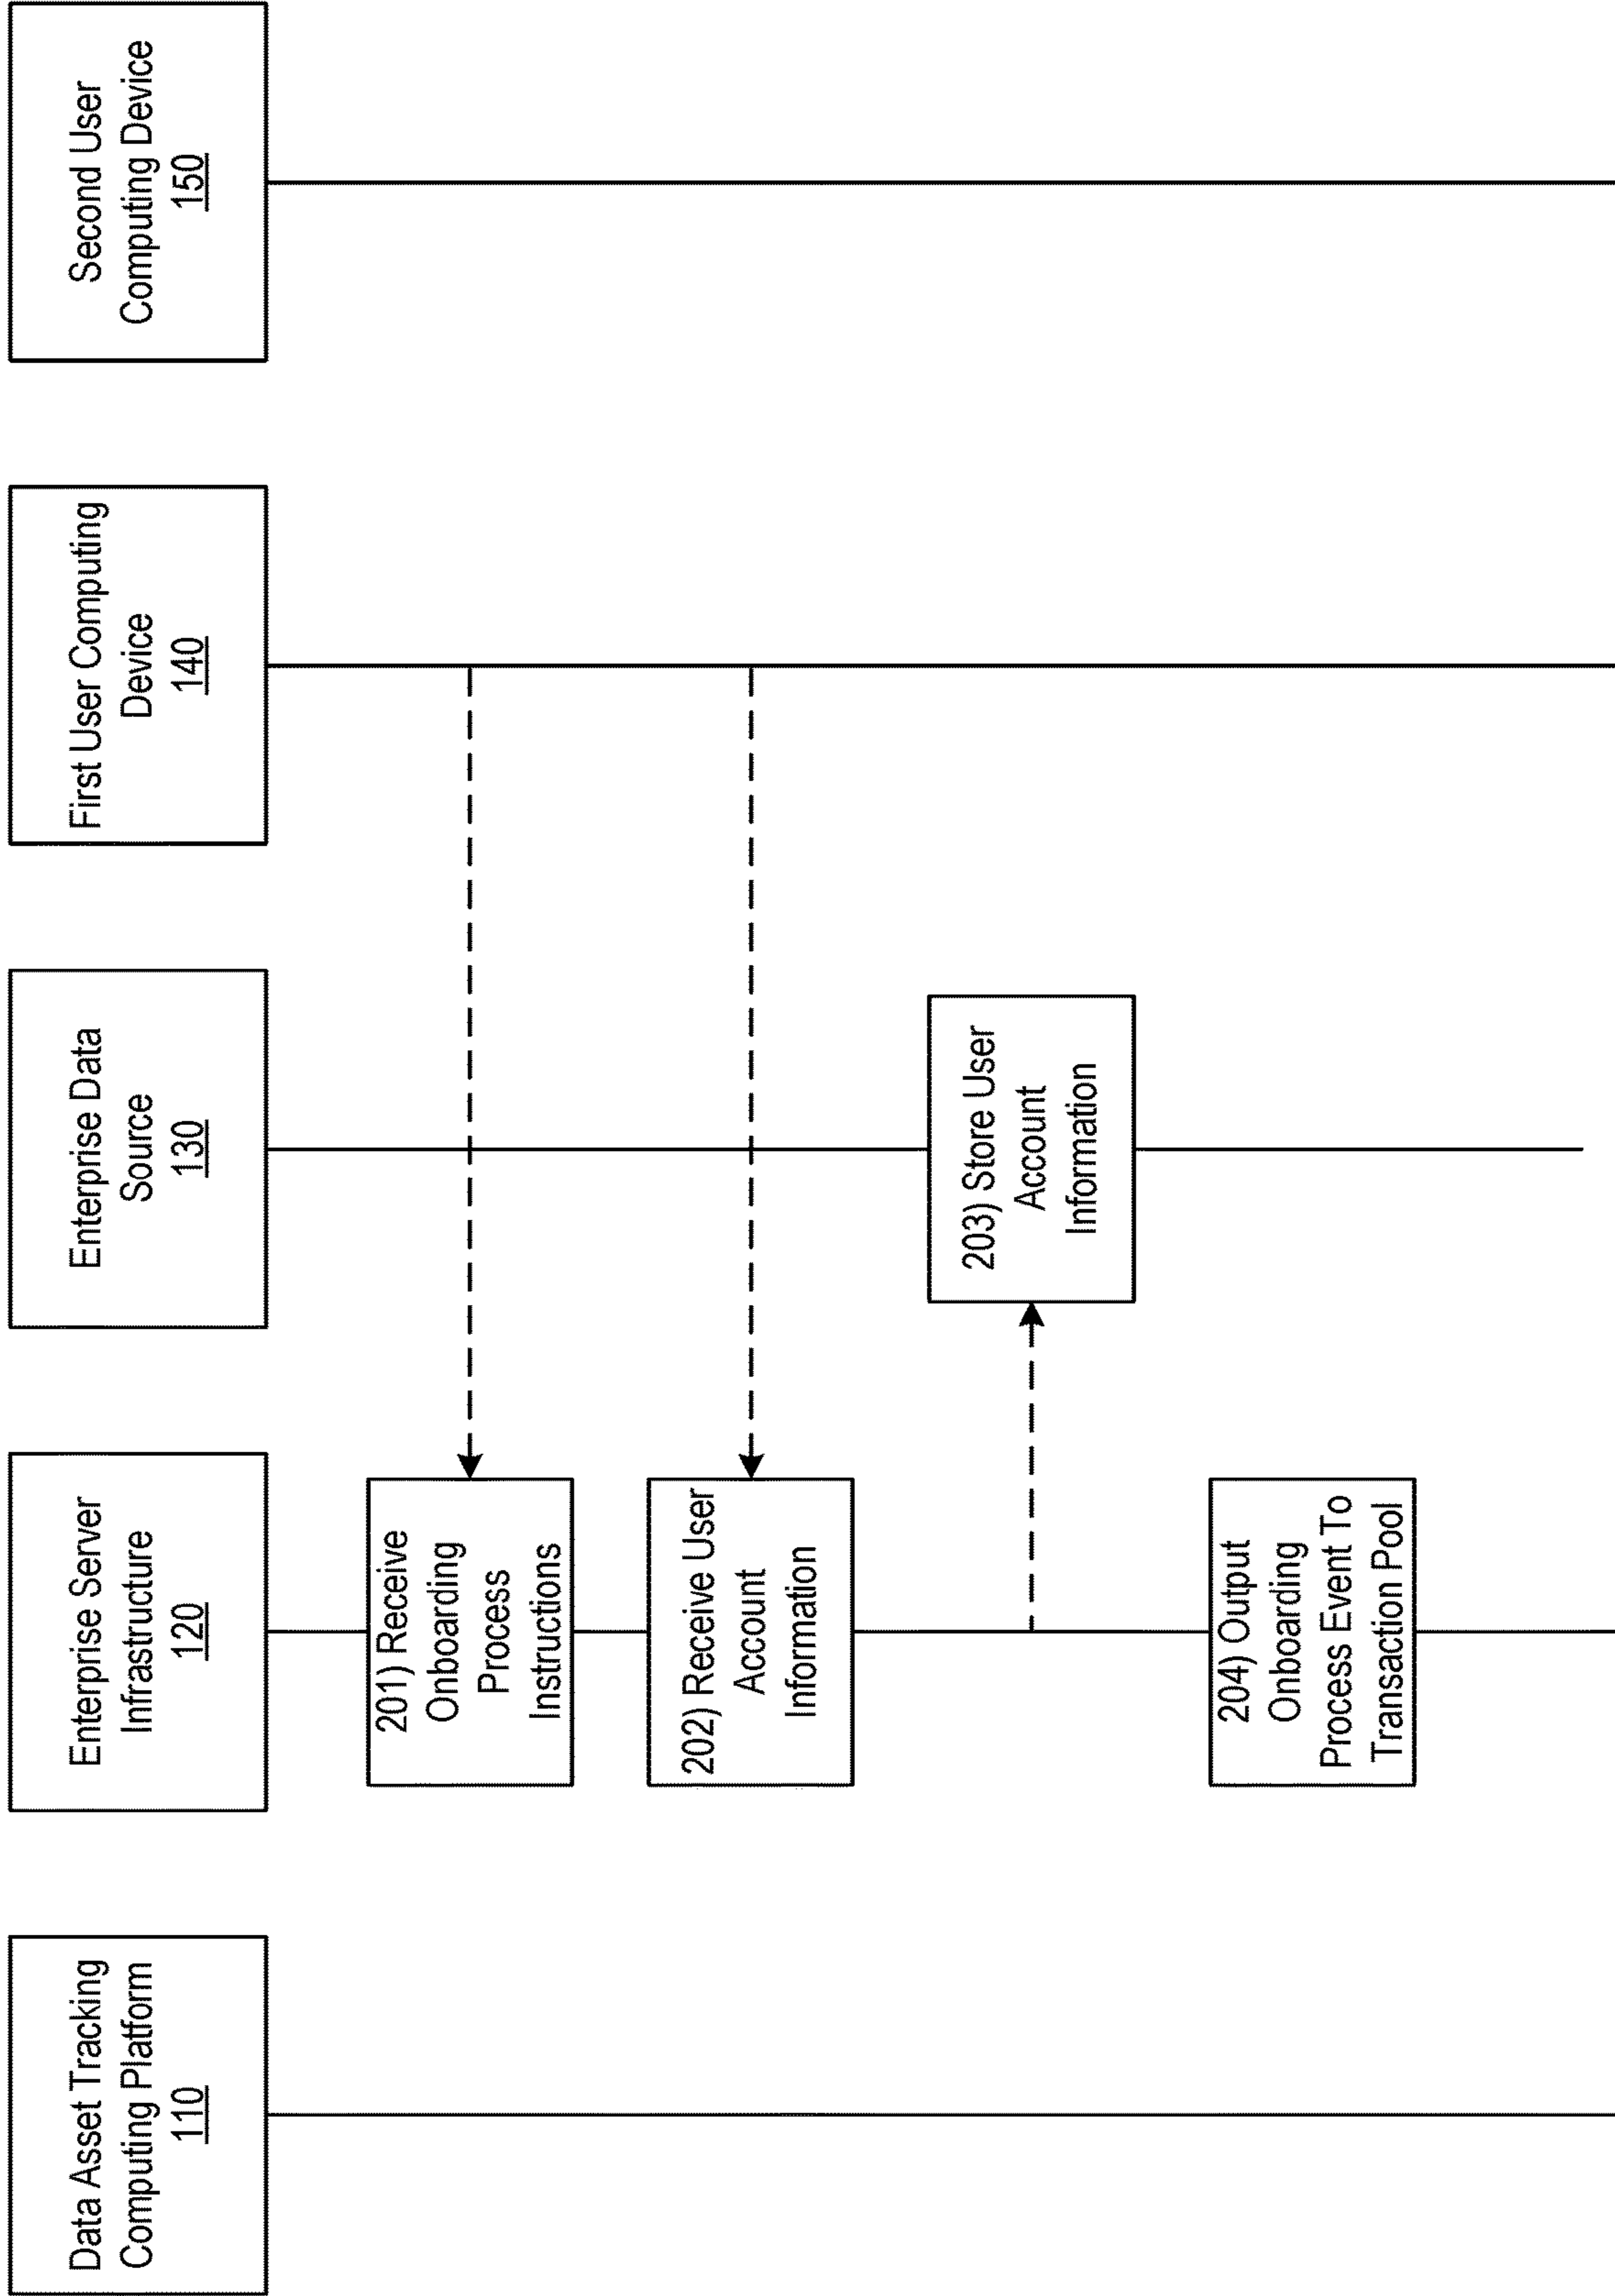 Data Asset Tracking
Computing Platform
110
Enterprise Server
Infrastructure
120
Enterprise Data
Source
130
First User Computing
Device
140
Second User
Computing Device
150
201) Receive
Onboarding
Process
Instructions
202) Receive User
Account
Information
203) Store User
Account
Information
204) Output
Onboarding
Process Event To
Transaction Pool